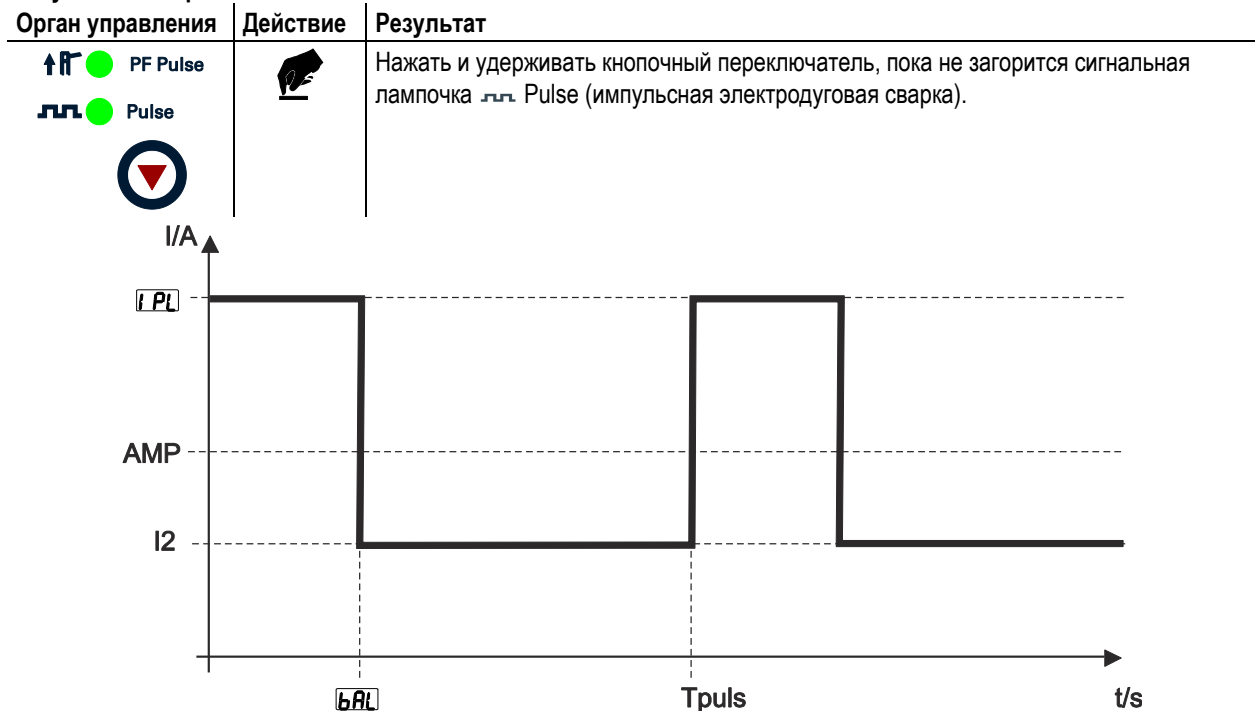 Орган управления Действие Результат
PF Pulse
Pulse
Нажать и удерживать кнопочный переключатель, пока не загорится сигнальная
лампочка Pulse (импульсная электродуговая сварка).
I/A
I PL
AMP
I2
bAL
Tpuls
t/s